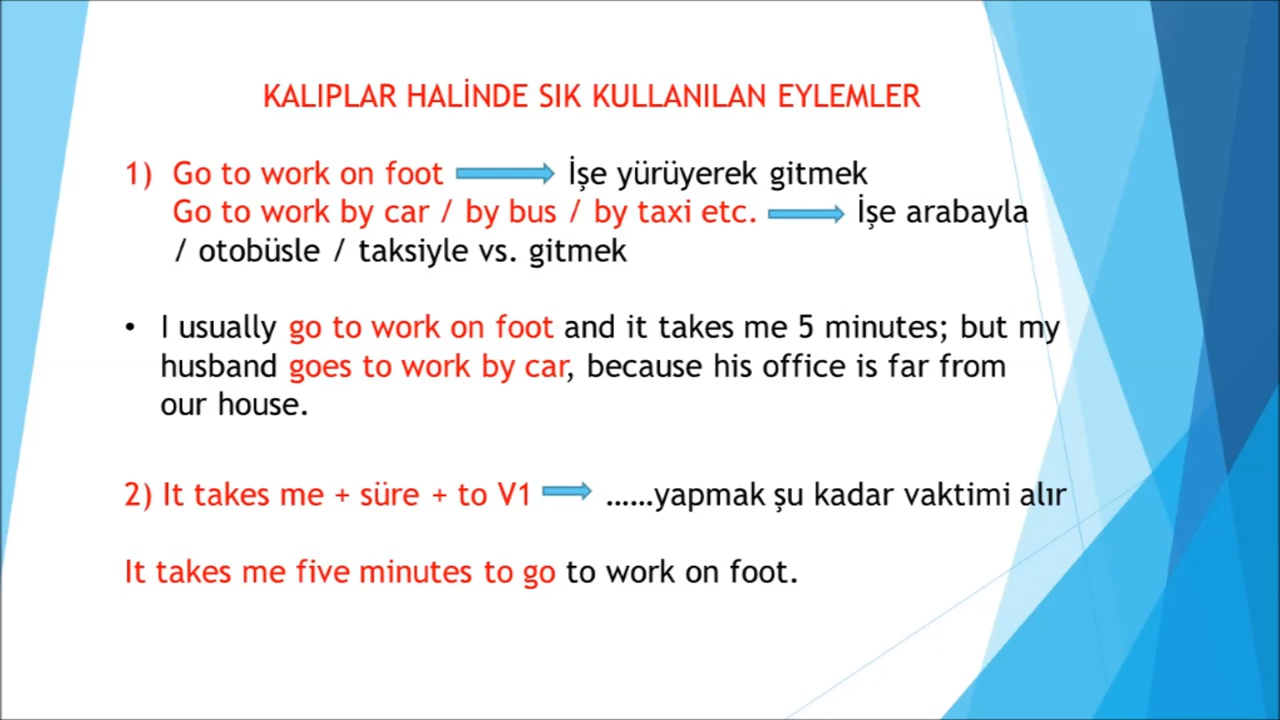 KALIPLAR HALİNDE SIK KULLANILAN EYLEMLER
1) Go to work on foot İşe yürüyerek gitmek
Go to work by car / by bus / by taxi etc. İşe arabayla
/ otobüsle / taksiyle vs. gitmek
• I usually go to work on foot and it takes me 5 minutes; but my
husband goes to work by car, because his office is far from
our house.
2) It takes me + süre + to V1 ......yapmak şu kadar vaktimi alır
It takes me five minutes to go to work on foot.